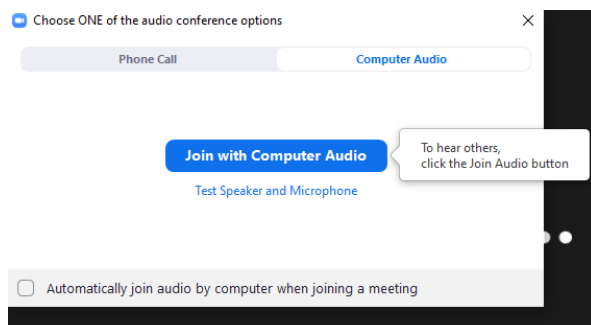 Choose ONE of the audio conference options
Phone Call
Computer Audio
Join with Computer Audio
To hear others,
click the Join Audio button
Test Speaker and Microphone
Automatically join audio by computer when joining a meeting